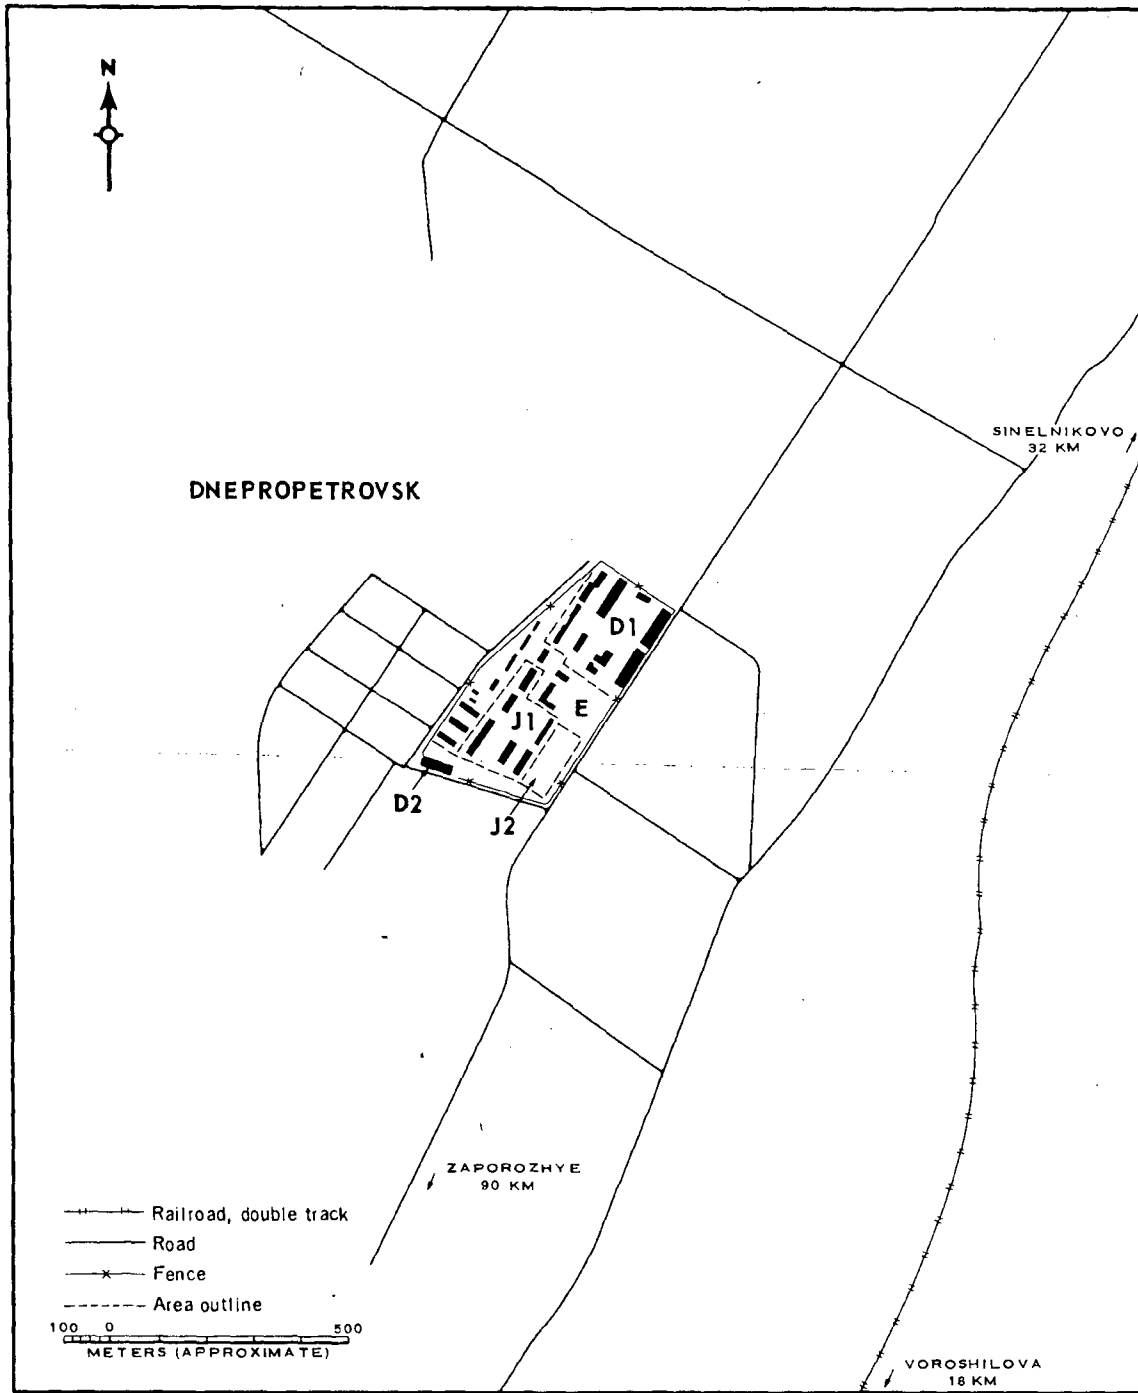 N
SINELNIKOVO
32 KM
DNEPROPETROVSK
D1
E
J1
D2
J2
ZAPOROZHYE
90 KM
Railroad, double track
Road
Fence
Area outline
100 0 500
METERS (APPROXIMATE)
VOROSHILOVA
18 KM